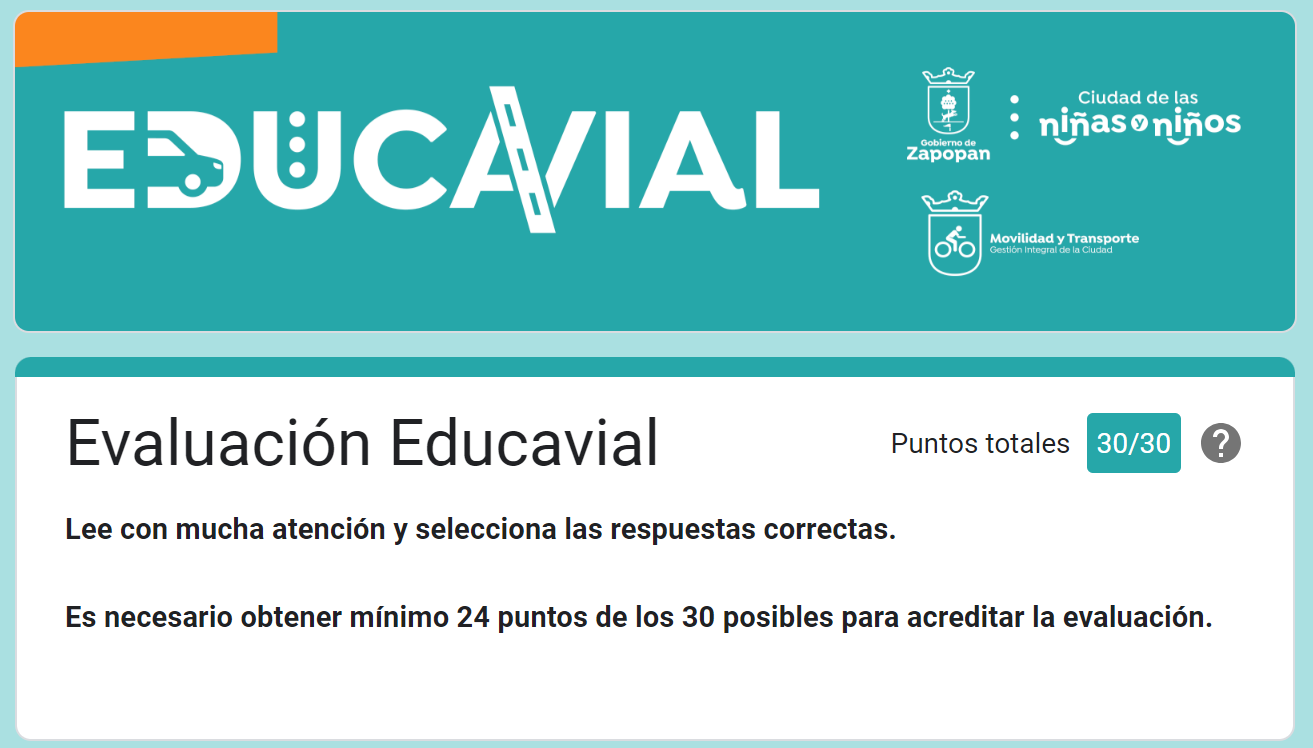 EDUCAVIAL
Gobierno de
Zapopan
Ciudad de las
niñas y niños
Movilidad y Transporte
Gestión Integral de la Ciudad
Evaluación Educavial
Puntos totales 30/30 ?
Lee con mucha atención y selecciona las respuestas correctas.
Es necesario obtener mínimo 24 puntos de los 30 posibles para acreditar la evaluación.